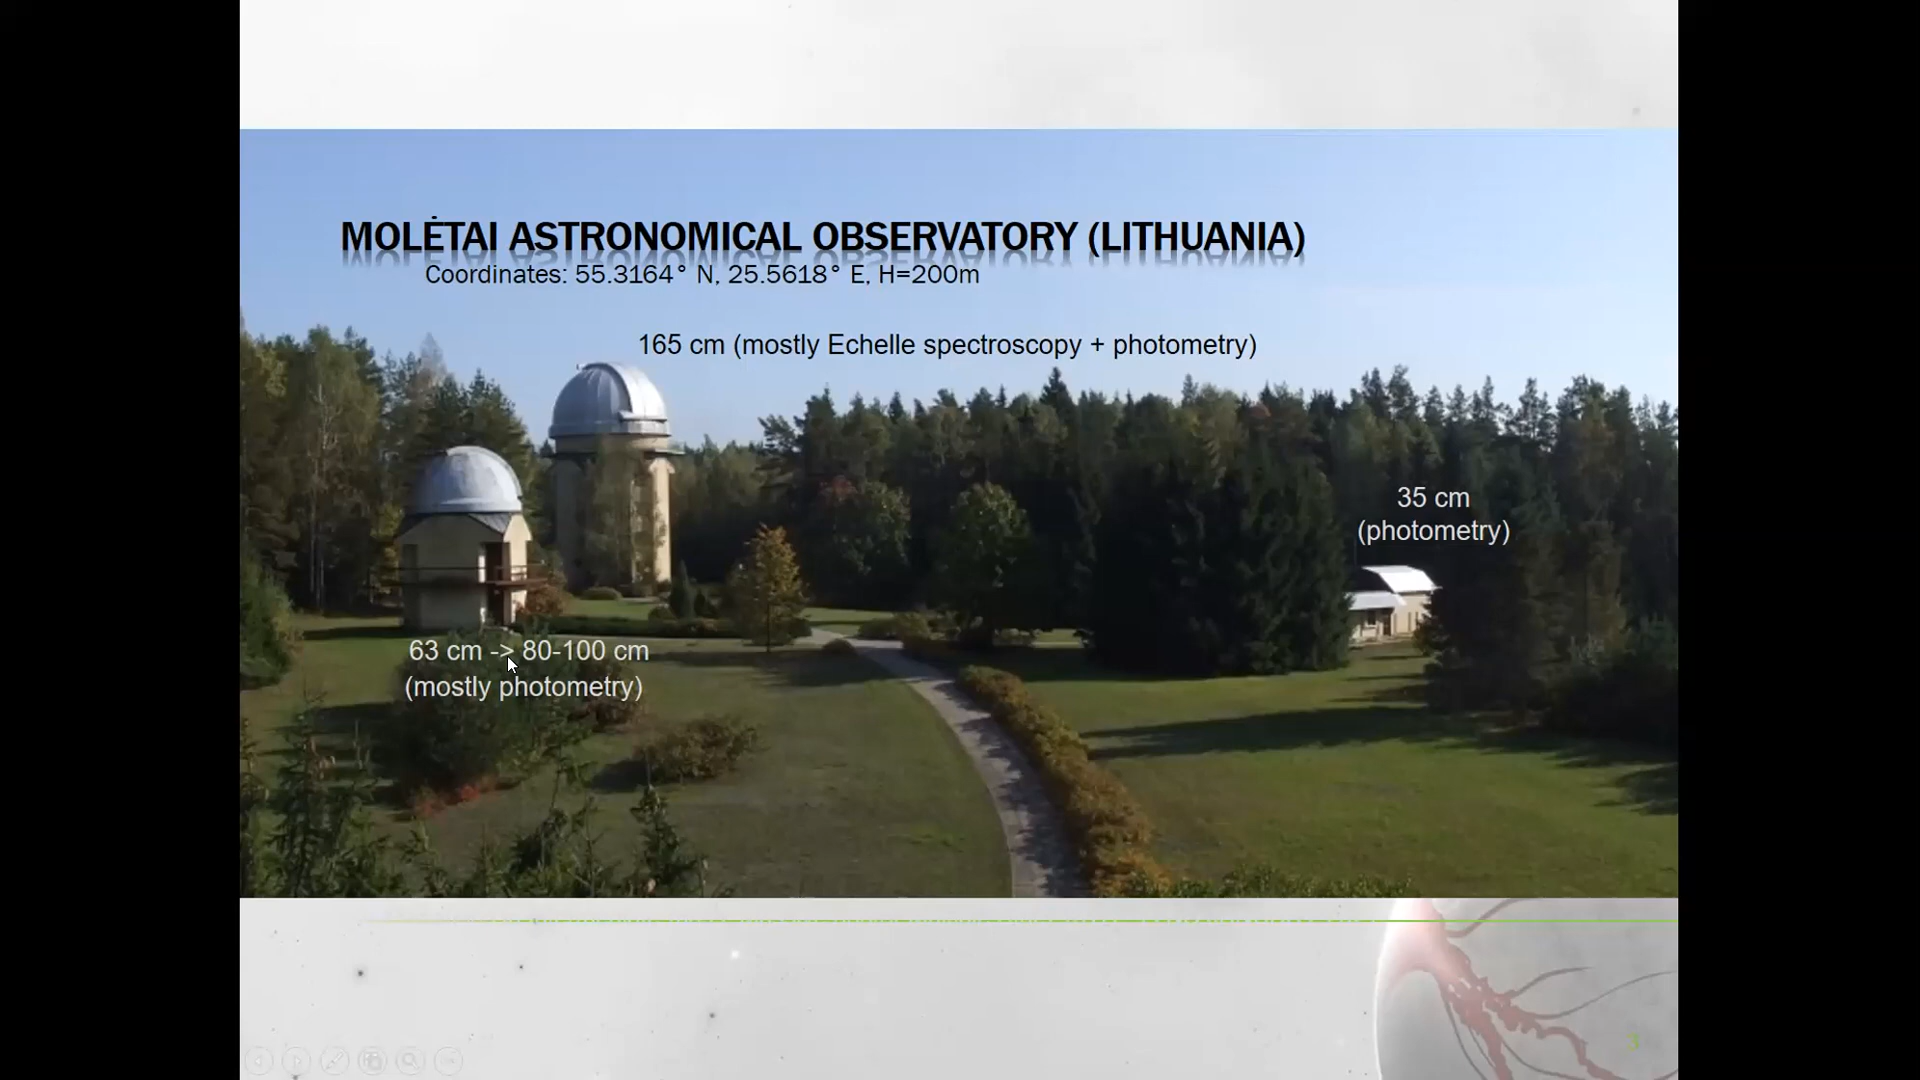 MOLĖTAI ASTRONOMICAL OBSERVATORY (LITHUANIA)
Coordinates: 55.3164° N, 25.5618° E, H=200m
165 cm (mostly Echelle spectroscopy + photometry)
35 cm
(photometry)
63 cm -> 80-100 cm
(mostly photometry)
3